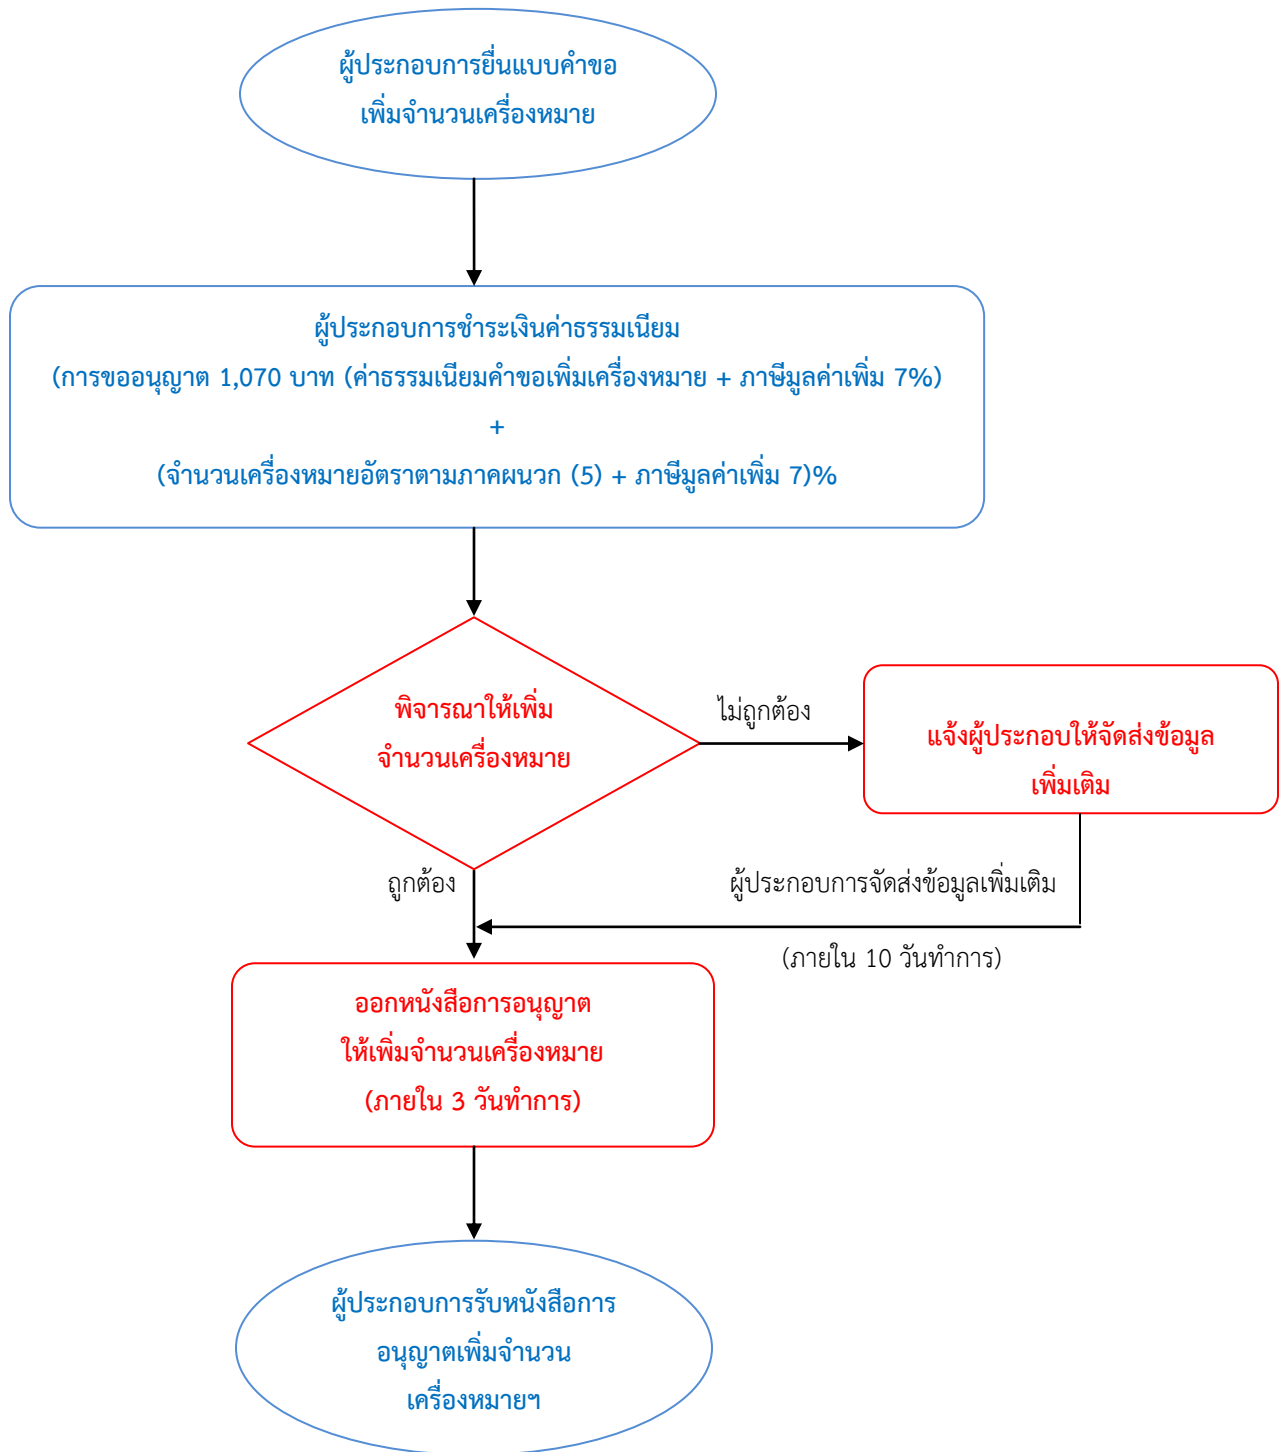 ผู้ประกอบการยื่นแบบคำขอ
เพิ่มจำนวนเครื่องหมาย
ผู้ประกอบการชำระเงินค่าธรรมเนียม
(การขออนุญาต 1,070 บาท (ค่าธรรมเนียมคำขอเพิ่มเครื่องหมาย + ภาษีมูลค่าเพิ่ม 7%)
+
(จำนวนเครื่องหมายอัตราตามภาคผนวก (5) + ภาษีมูลค่าเพิ่ม 7)%
พิจารณาให้เพิ่ม
จำนวนเครื่องหมาย
ไม่ถูกต้อง
แจ้งผู้ประกอบให้จัดส่งข้อมูล
เพิ่มเติม
ถูกต้อง
ผู้ประกอบการจัดส่งข้อมูลเพิ่มเติม
(ภายใน 10 วันทำการ)
ออกหนังสือการอนุญาต
ให้เพิ่มจำนวนเครื่องหมาย
(ภายใน 3 วันทำการ)
ผู้ประกอบการรับหนังสือการ
อนุญาตเพิ่มจำนวน
เครื่องหมายฯ